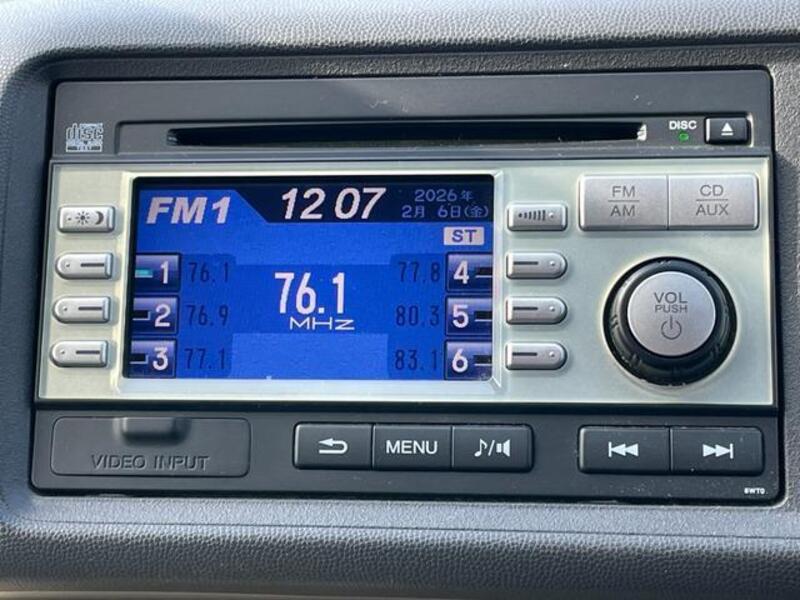 disc
DISC
FM1
12 07
2026年
2月 6日(金)
ST
FM
AM
CD
AUX
1 76.1
2 76.9
3 77.1
76.1
MHZ
77.8 4
80.3 5
83.1 6
VOL
PUSH
VIDEO INPUT
MENU